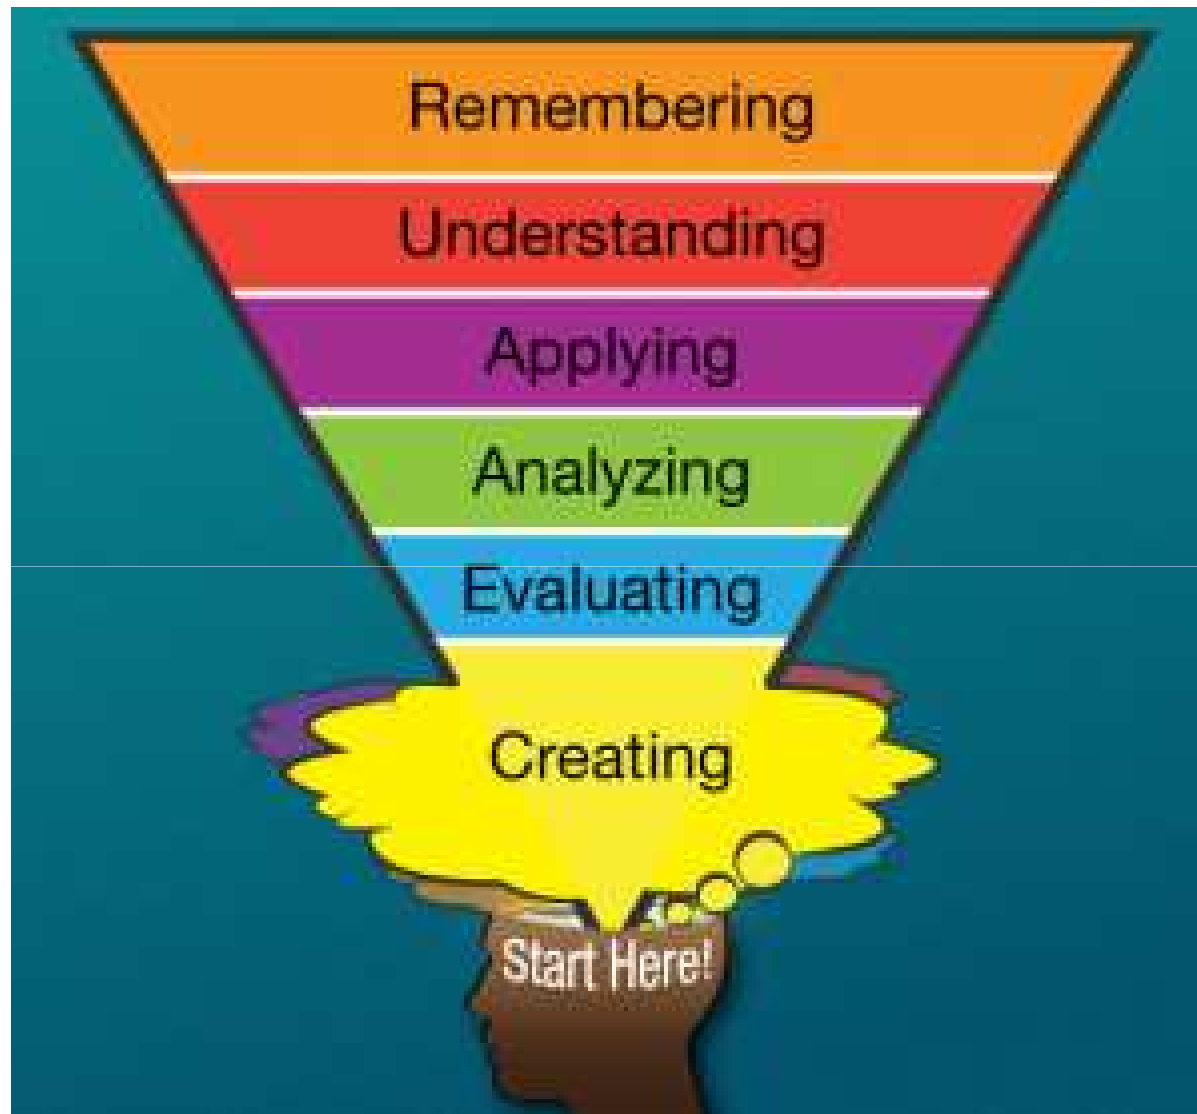 Remembering
Understanding
Applying
Analyzing
Evaluating
Creating
Start Here!